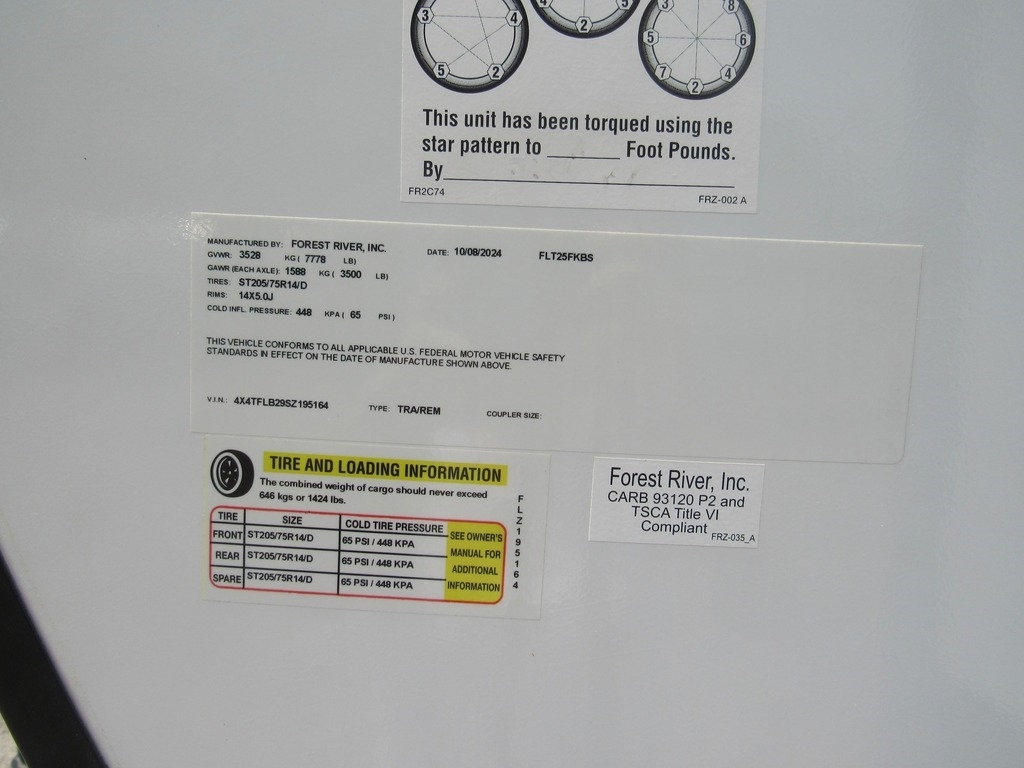 3 4 5 2
4 5 2
3 8 5 6 7 4 2
This unit has been torqued using the
star pattern to ______ Foot Pounds.
By______________________
FR2C74 FRZ-002 A
MANUFACTURED BY: FOREST RIVER, INC. DATE: 10/08/2024 FLT25FKBS
GVWR: 3528 KG ( 7778 LB)
GAWR (EACH AXLE): 1588 KG ( 3500 LB)
TIRES: ST205/75R14/D
RIMS: 14X5.0J
COLD INFL. PRESSURE: 448 KPA ( 65 PSI )
THIS VEHICLE CONFORMS TO ALL APPLICABLE U.S. FEDERAL MOTOR VEHICLE SAFETY
STANDARDS IN EFFECT ON THE DATE OF MANUFACTURE SHOWN ABOVE.
V.I.N.: 4X4TFLB29SZ195164 TYPE: TRA/REM COUPLER SIZE:
TIRE AND LOADING INFORMATION
The combined weight of cargo should never exceed
646 kgs or 1424 lbs.
TIRE SIZE COLD TIRE PRESSURE
FRONT ST205/75R14/D 65 PSI / 448 KPA
REAR ST205/75R14/D 65 PSI / 448 KPA
SPARE ST205/75R14/D 65 PSI / 448 KPA
SEE OWNER'S
MANUAL FOR
ADDITIONAL
INFORMATION
FLZ195164
Forest River, Inc.
CARB 93120 P2 and
TSCA Title VI
Compliant
FRZ-035_A